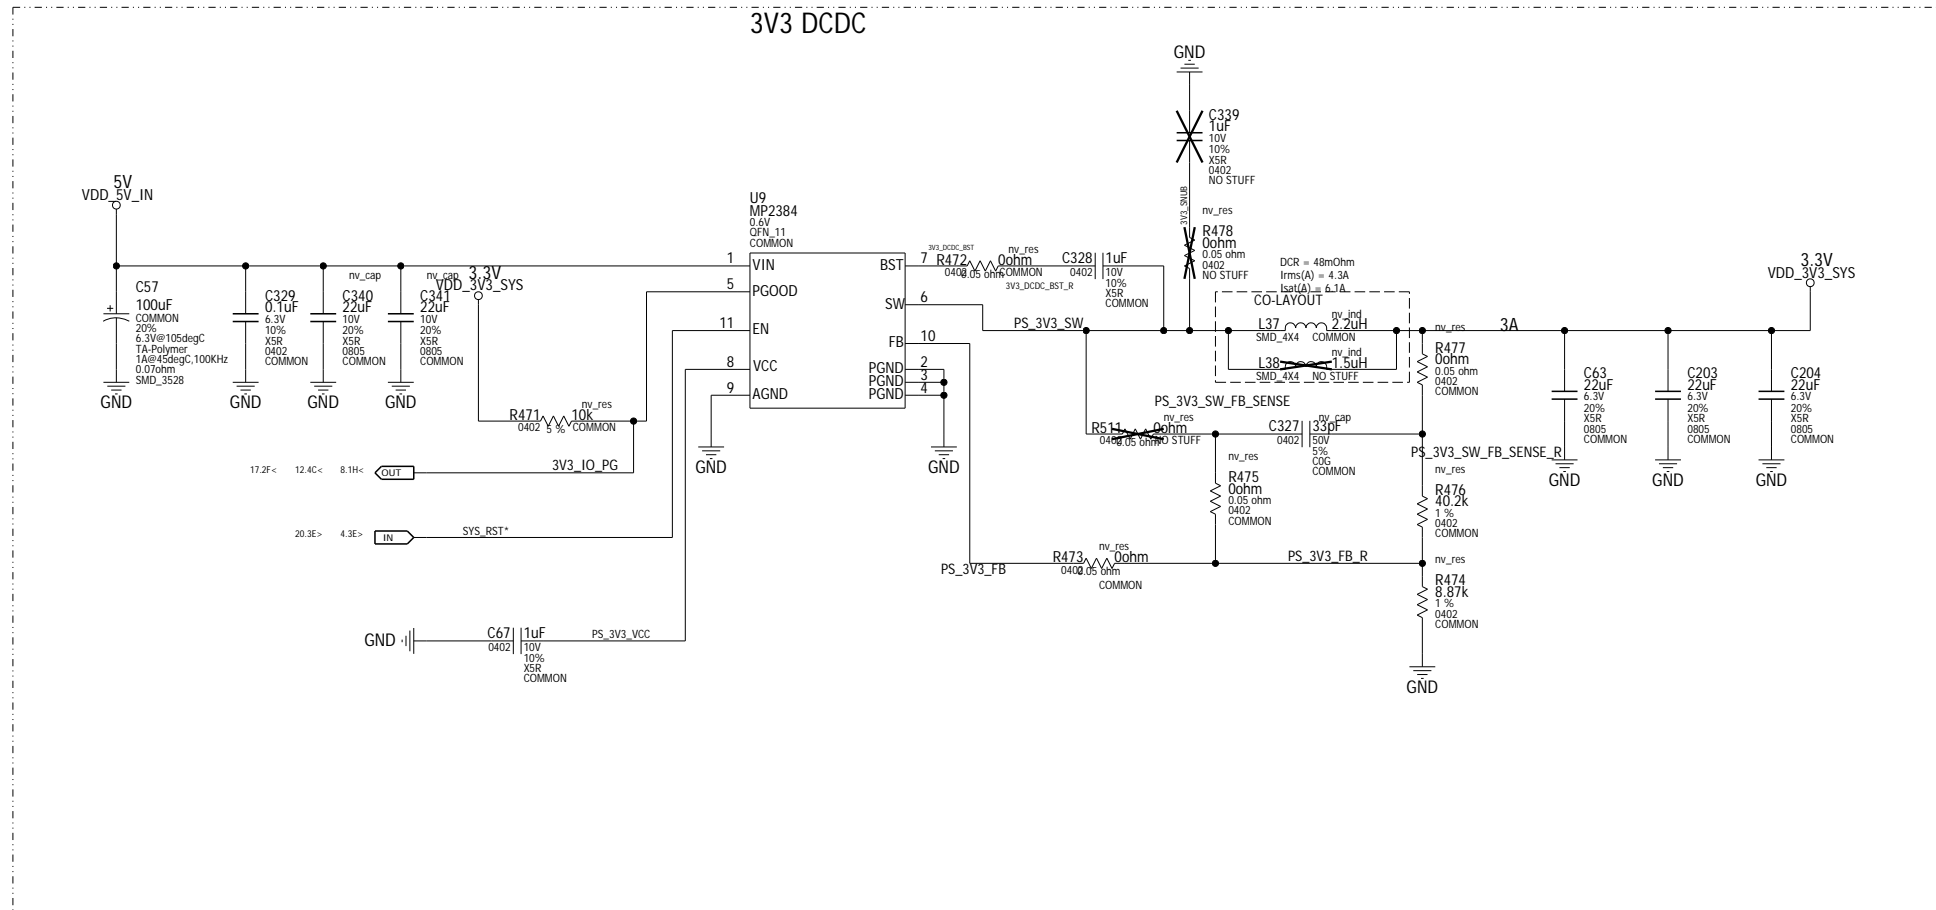 3V3 DCDC
GND
C339
1uF
10V
10%
X5R
0402
NO STUFF
3V3_SNUB
nv_res
R478
0ohm
0.05 ohm
0402
NO STUFF
5V
VDD_5V_IN
C57
100uF
COMMON
20%
6.3V@105degC
TA-Polymer
1A@45degC,100KHz
0.07ohm
SMD_3528
GND
C329
0.1uF
6.3V
10%
X5R
0402
COMMON
GND
nv_cap
C340
22uF
10V
20%
X5R
0805
COMMON
GND
nv_cap
C341
22uF
10V
20%
X5R
0805
COMMON
GND
3.3V
VDD_3V3_SYS
R471
nv_res
10k
0402
5 %
COMMON
3V3_IO_PG
17.2F< 12.4C< 8.1H<
OUT
20.3E> 4.3E>
IN
SYS_RST*
GND
C67
1uF
0402
10V
10%
X5R
COMMON
PS_3V3_VCC
U9
MP2384
0.6V
QFN_11
COMMON
1 VIN
5 PGOOD
11 EN
8 VCC
9 AGND
BST 7
SW 6
FB 10
PGND 2
PGND 3
PGND 4
GND
GND
3V3_DCDC_BST
R472
nv_res
0ohm
0402
0.05 ohm
COMMON
3V3_DCDC_BST_R
C328
1uF
0402
10V
10%
X5R
COMMON
PS_3V3_SW
DCR = 48mOhm
Irms(A) = 4.3A
Isat(A) = 6.1A
CO-LAYOUT
nv_ind
L37
2.2uH
SMD_4X4
COMMON
nv_ind
L38
1.5uH
SMD_4X4
NO STUFF
PS_3V3_SW_FB_SENSE
nv_res
R511
0ohm
0402
0.05 ohm
NO STUFF
nv_cap
C327
33pF
0402
50V
5%
C0G
COMMON
nv_res
R475
0ohm
0.05 ohm
0402
COMMON
PS_3V3_FB
nv_res
R473
0ohm
0402
0.05 ohm
COMMON
PS_3V3_FB_R
nv_res
R477
0ohm
0.05 ohm
0402
COMMON
3A
PS_3V3_SW_FB_SENSE_R
nv_res
R476
40.2k
1 %
0402
COMMON
nv_res
R474
8.87k
1 %
0402
COMMON
GND
C63
22uF
6.3V
20%
X5R
0805
COMMON
GND
C203
22uF
6.3V
20%
X5R
0805
COMMON
GND
C204
22uF
6.3V
20%
X5R
0805
COMMON
GND
3.3V
VDD_3V3_SYS